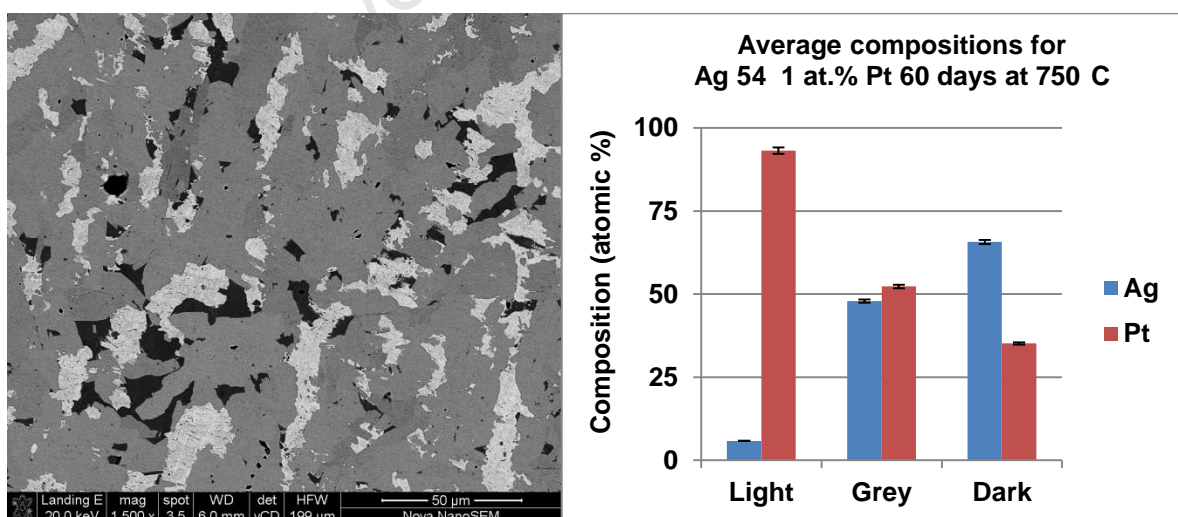 Landing E mag spot WD det HFW 50 µm
20.0 keV 1,500 x 3.5 6.0 mm vCD 199 µm Nova NanoSEM
Average compositions for
Ag 54 1 at.% Pt 60 days at 750 C
Composition (atomic %)
100
75
50
25
0
Light Grey Dark
Ag
Pt